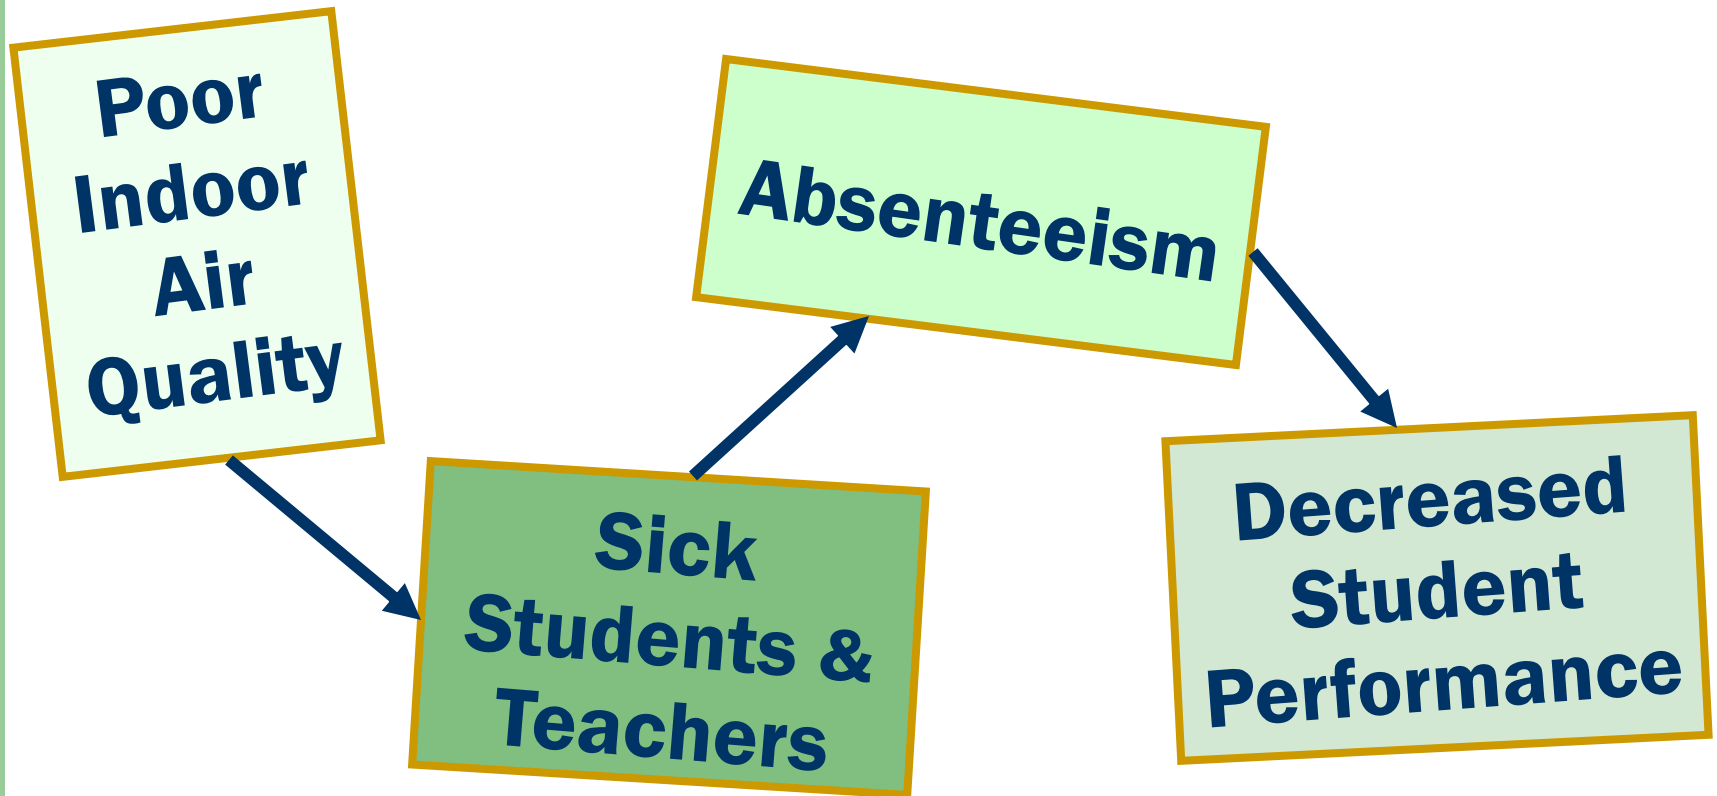 Poor
Indoor
Air
Quality
Sick
Students &
Teachers
Absenteeism
Decreased
Student
Performance